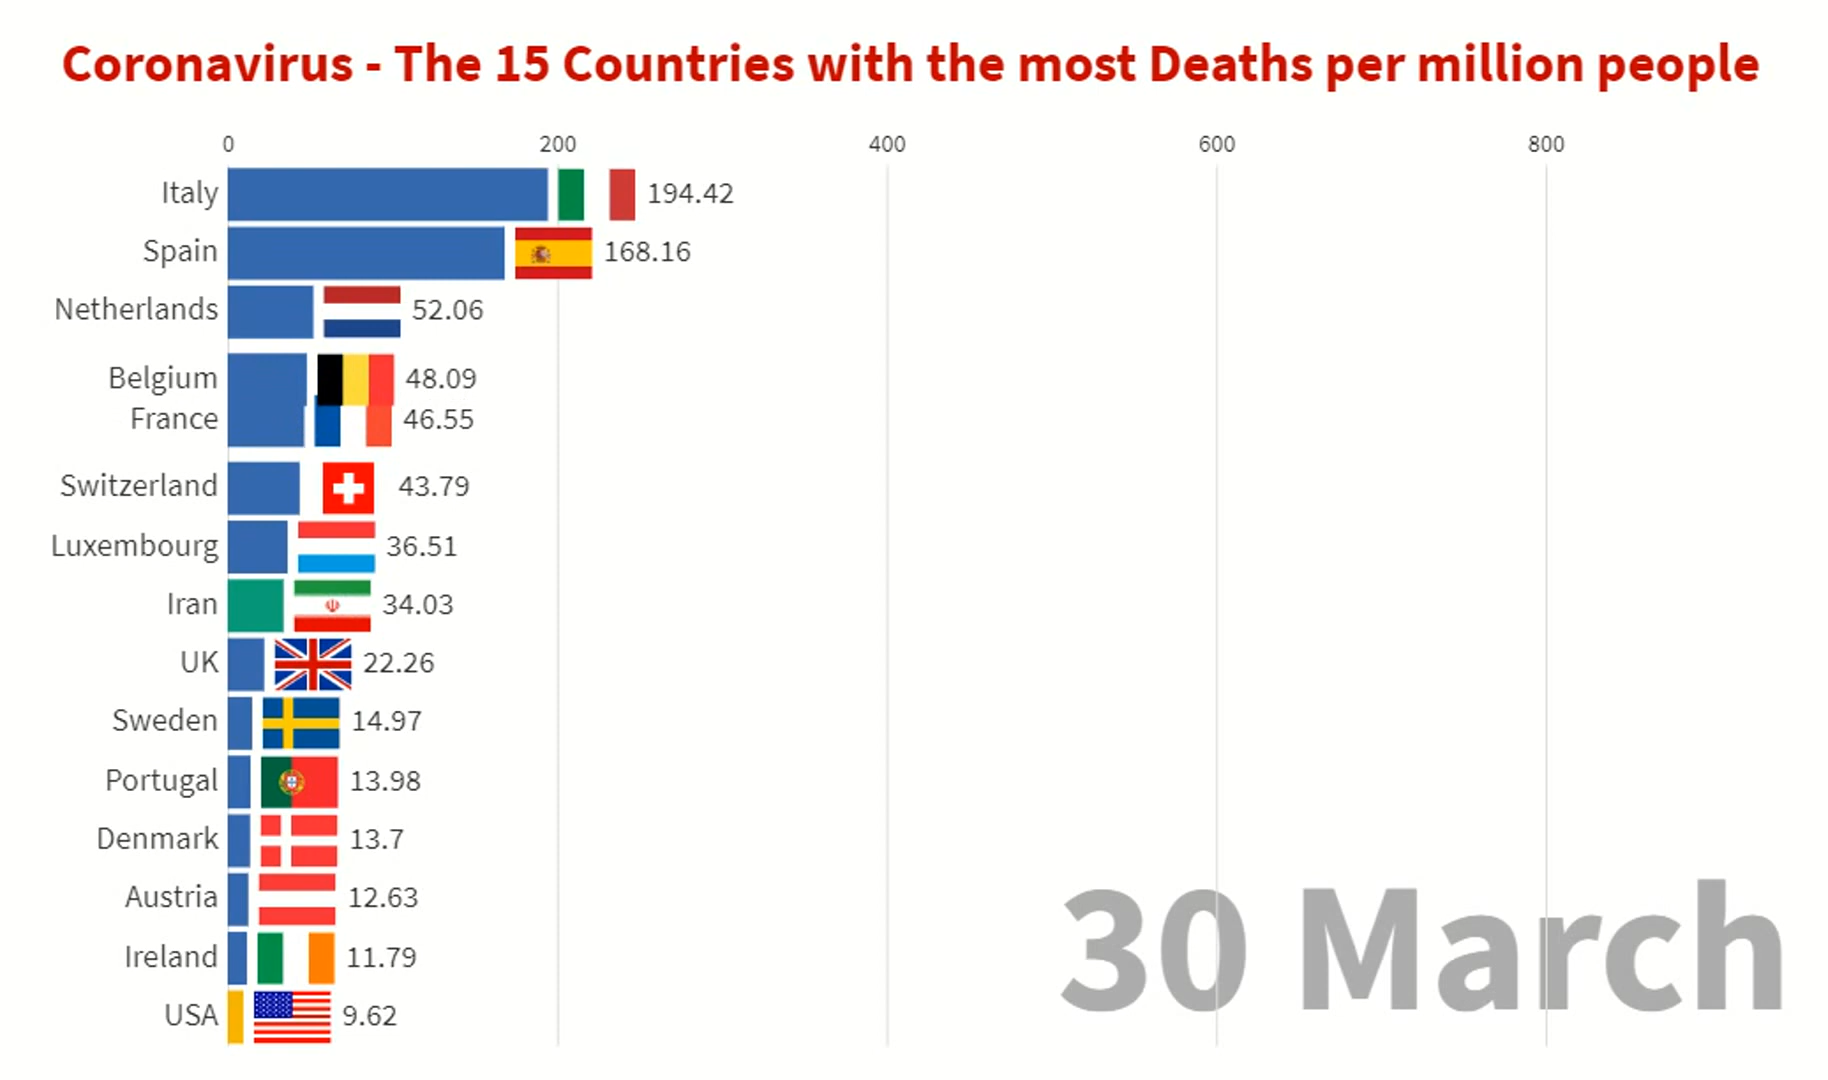 Coronavirus - The 15 Countries with the most Deaths per million people
0 200 400 600 800
Italy 194.42
Spain 168.16
Netherlands 52.06
Belgium 48.09
France 46.55
Switzerland 43.79
Luxembourg 36.51
Iran 34.03
UK 22.26
Sweden 14.97
Portugal 13.98
Denmark 13.7
Austria 12.63
Ireland 11.79
USA 9.62
30 March